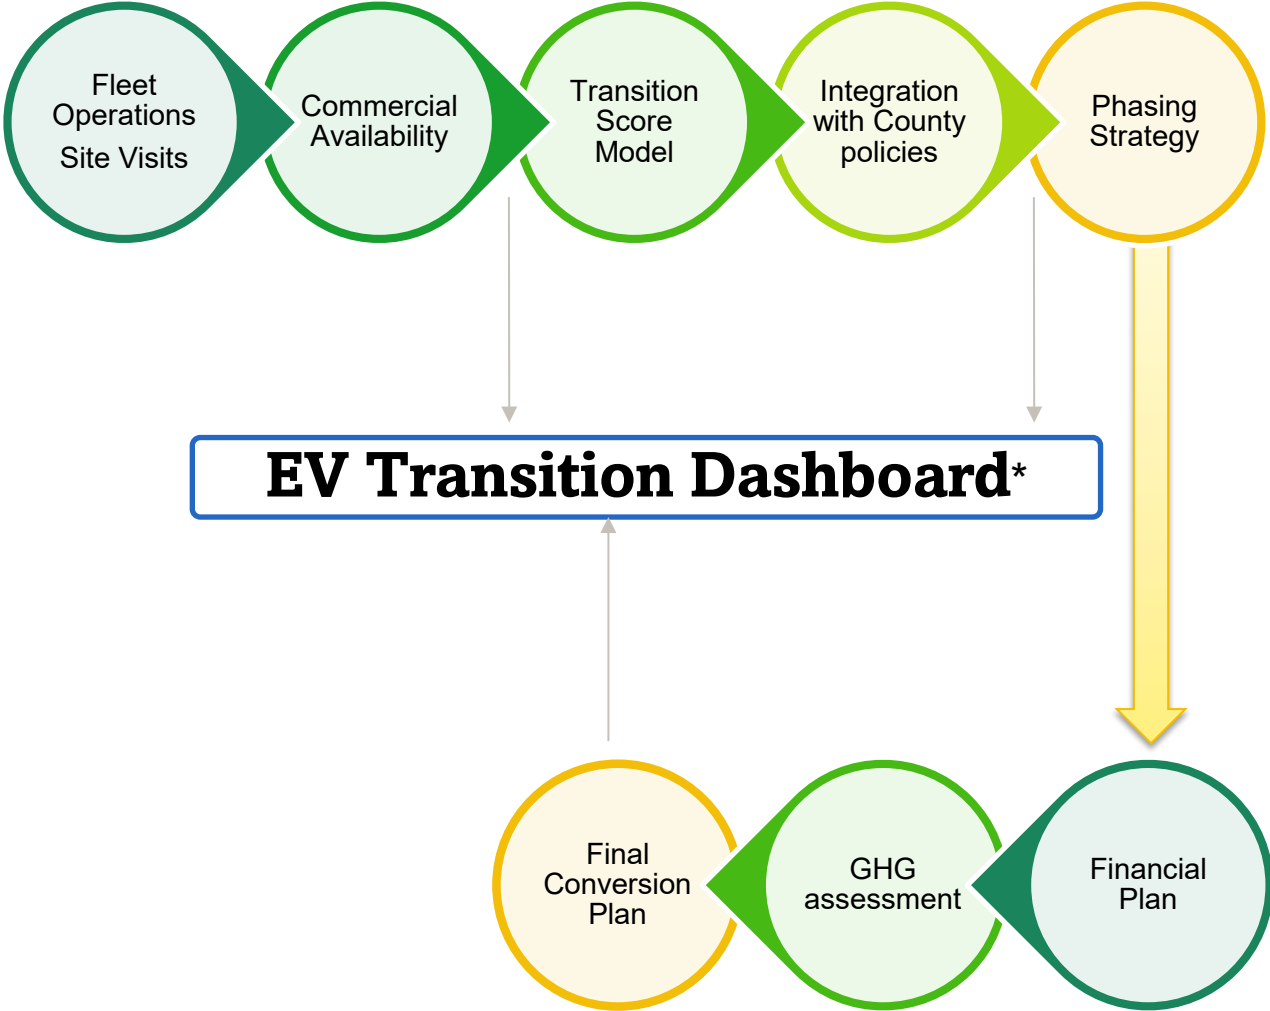 Fleet
Operations
Site Visits
Commercial
Availability
Transition
Score
Model
Integration
with County
policies
Phasing
Strategy
EV Transition Dashboard*
Final
Conversion
Plan
GHG
assessment
Financial
Plan